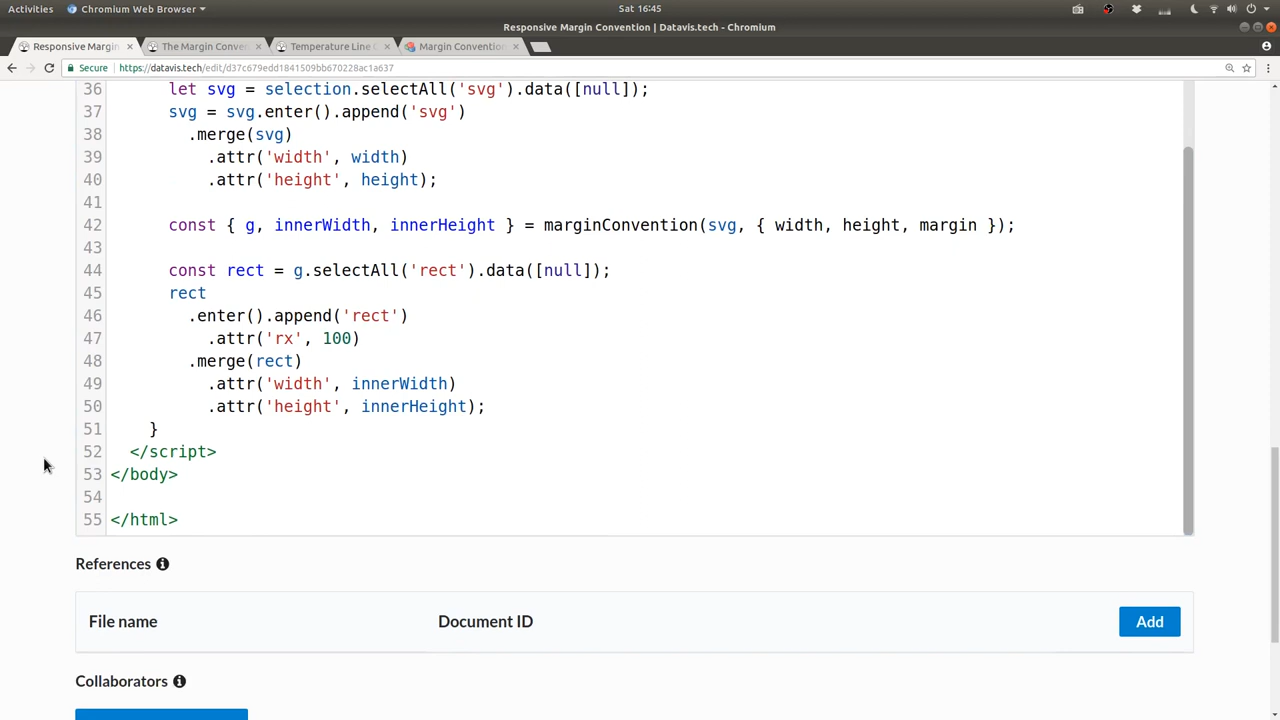 Activities Chromium Web Browser Sat 16:45
Responsive Margin Convention | Datavis.tech - Chromium
Responsive Margin × The Margin Conven × Temperature Line C × Margin Convention ×
Secure https://datavis.tech/edit/d37c679edd1841509bb670228ac1a637
36 let svg = selection.selectAll('svg').data([null]);
37 svg = svg.enter().append('svg')
38 .merge(svg)
39 .attr('width', width)
40 .attr('height', height);
41
42 const { g, innerWidth, innerHeight } = marginConvention(svg, { width, height, margin });
43
44 const rect = g.selectAll('rect').data([null]);
45 rect
46 .enter().append('rect')
47 .attr('rx', 100)
48 .merge(rect)
49 .attr('width', innerWidth)
50 .attr('height', innerHeight);
51 }
52 </script>
53 </body>
54
55 </html>
References
File name Document ID Add
Collaborators